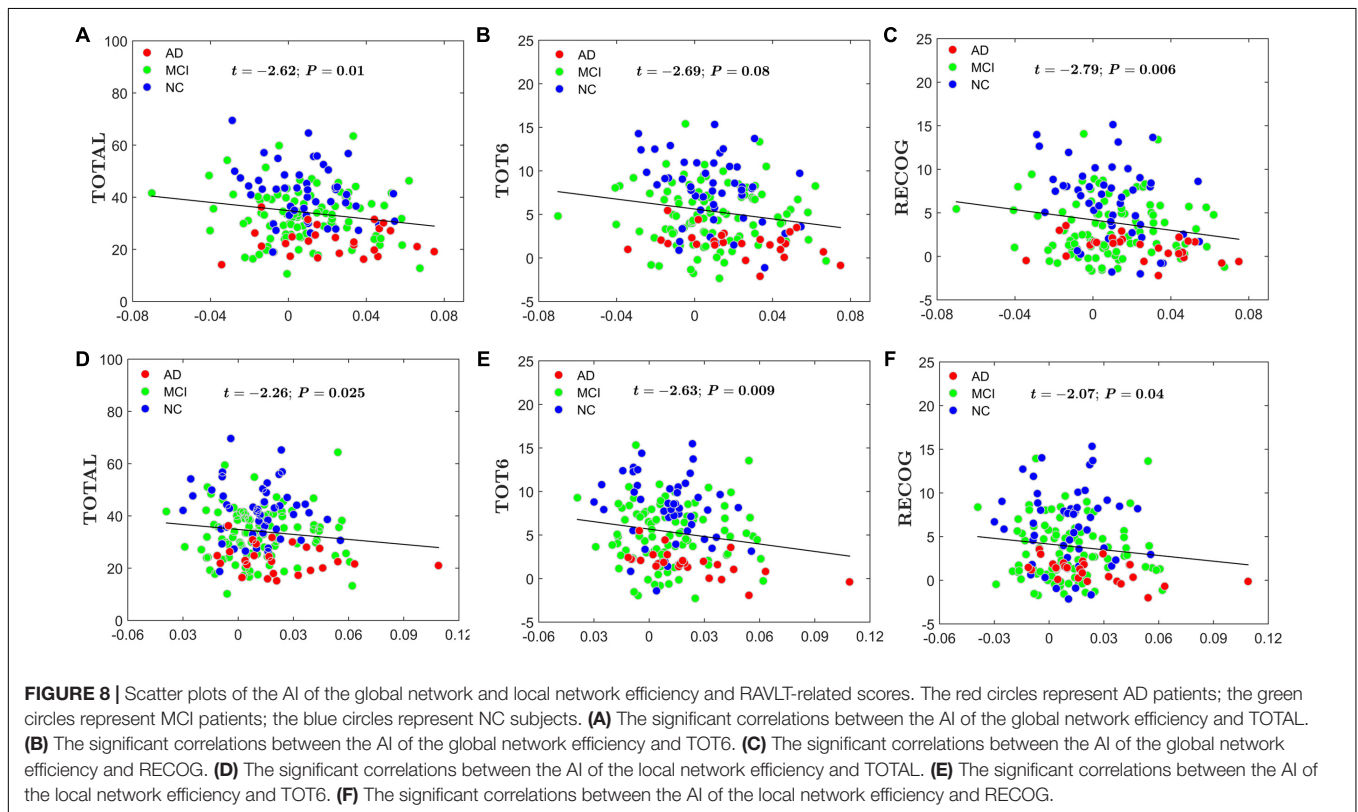 A
100
80
60
40
20
0
TOTAL
AD
MCI
NC
t = −2.62; P = 0.01
-0.08
-0.04
0
0.04
0.08
B
25
20
15
10
5
0
-5
TOT6
AD
MCI
NC
t = −2.69; P = 0.08
-0.08
-0.04
0
0.04
0.08
C
25
20
15
10
5
0
-5
RECOG
AD
MCI
NC
t = −2.79; P = 0.006
-0.08
-0.04
0
0.04
0.08
D
100
80
60
40
20
0
TOTAL
AD
MCI
NC
t = −2.26; P = 0.025
-0.06
0.03
0
0.03
0.06
0.09
0.12
E
25
20
15
10
5
0
-5
TOT6
AD
MCI
NC
t = −2.63; P = 0.009
-0.06
-0.03
0
0.03
0.06
0.09
0.12
F
25
20
15
10
5
0
-5
RECOG
AD
MCI
NC
t = −2.07; P = 0.04
-0.06
-0.03
0
0.03
0.06
0.09
0.12
FIGURE 8 | Scatter plots of the AI of the global network and local network efficiency and RAVLT-related scores. The red circles represent AD patients; the green
circles represent MCI patients; the blue circles represent NC subjects. (A) The significant correlations between the AI of the global network efficiency and TOTAL.
(B) The significant correlations between the AI of the global network efficiency and TOT6. (C) The significant correlations between the AI of the global network
efficiency and RECOG. (D) The significant correlations between the AI of the local network efficiency and TOTAL. (E) The significant correlations between the AI of
the local network efficiency and TOT6. (F) The significant correlations between the AI of the local network efficiency and RECOG.